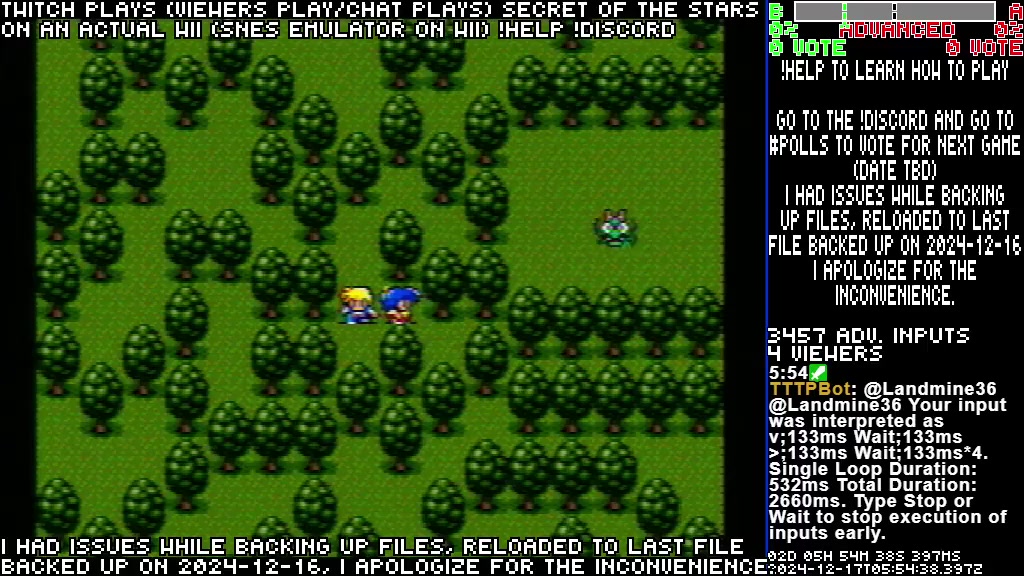 TWITCH PLAYS (VIEWERS PLAY/CHAT PLAYS) SECRET OF THE STARS
ON AN ACTUAL WII (SNES EMULATOR ON WII) !HELP !DISCORD
B A
0% ADVANCED 0%
0 VOTE 0 VOTE
!HELP TO LEARN HOW TO PLAY
GO TO THE !DISCORD AND GO TO
#POLLS TO VOTE FOR NEXT GAME
(DATE TBD)
I HAD ISSUES WHILE BACKING
UP FILES, RELOADED TO LAST
FILE BACKED UP ON 2024-12-16
I APOLOGIZE FOR THE
INCONVENIENCE.
3457 ADV. INPUTS
4 VIEWERS
5:54
TTTPBot: @Landmine36
@Landmine36 Your input
was interpreted as
v;133ms Wait;133ms
>;133ms Wait;133ms*4.
Single Loop Duration:
532ms Total Duration:
2660ms. Type Stop or
Wait to stop execution of
inputs early.
02D 05H 54M 38S 397MS
2024-12-17T05:54:38.397Z
I HAD ISSUES WHILE BACKING UP FILES, RELOADED TO LAST FILE
BACKED UP ON 2024-12-16, I APOLOGIZE FOR THE INCONVENIENCE